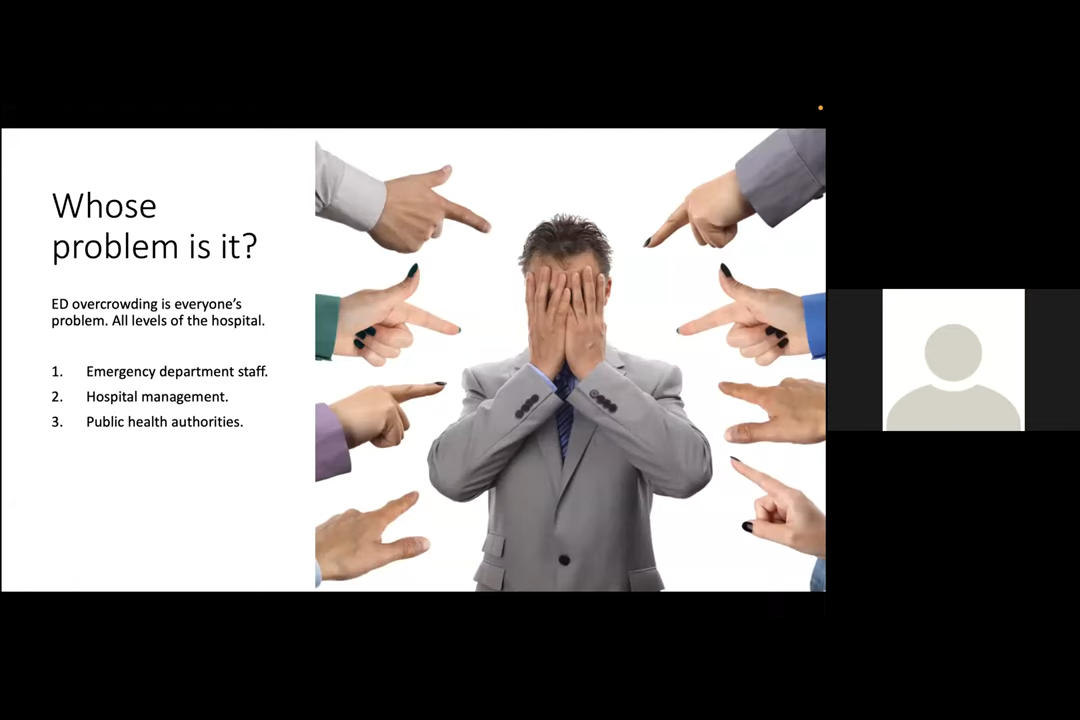 Whose
problem is it?
ED overcrowding is everyone’s
problem. All levels of the hospital.
1. Emergency department staff.
2. Hospital management.
3. Public health authorities.